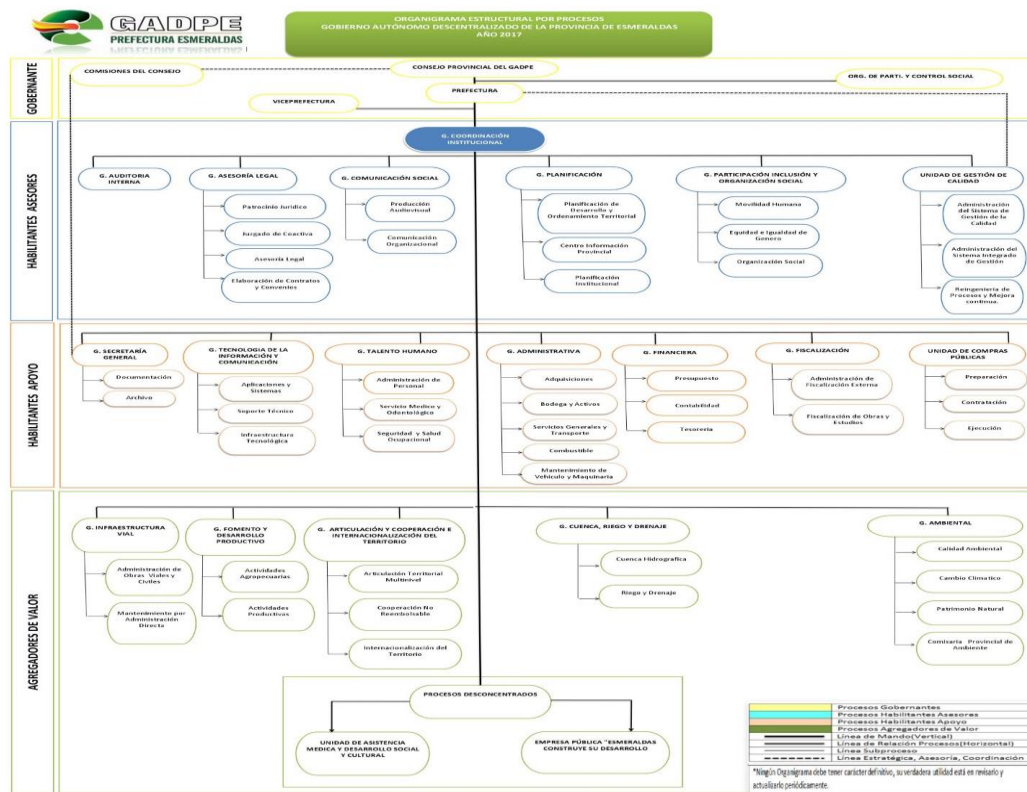 GADPE
PREFECTURA ESMERALDAS
ORGANIGRAMA ESTRUCTURAL POR PROCESOS
GOBIERNO AUTÓNOMO DESCENTRALIZADO DE LA PROVINCIA DE ESMERALDAS
AÑO 2017
GOBERNANTE
COMISIONES DEL CONSEJO
CONSEJO PROVINCIAL DEL GADPE
ORG. DE PARTI. Y CONTROL SOCIAL
PREFECTURA
VICEPREFECTURA
HABILITANTES ASESORES
G. COORDINACIÓN
INSTITUCIONAL
G. AUDITORIA
INTERNA
G. ASESORÍA LEGAL
Patrocinio Jurídico
Jurgado de Coactiva
Asesoría Legal
Elaboración de Contratos
y Convenios
G. COMUNICACIÓN SOCIAL
Producción
Audiovisual
Comunicación
Organizacional
G. PLANIFICACIÓN
Planificación de
Desarrollo y
Ordenamiento Territorial
Centro Información
Provincial
Planificación
Institucional
G. PARTICIPACIÓN INCLUSIÓN Y
ORGANIZACIÓN SOCIAL
Movilidad Humana
Equidad e Igualdad de
Genero
Organización Social
UNIDAD DE GESTIÓN
DE CALIDAD
Administración
del Sistema de
Gestión de la
Calidad
Administración del
Sistema Integrado
de Gestión
Reingeniería de
Procesos y Mejora
continua.
HABILITANTES APOYO
G. SECRETARÍA
GENERAL
Documentación
Archivo
G. TECNOLOGIA DE LA
INFORMACIÓN Y
COMUNICACIÓN
Aplicaciones y
Sistemas
Soporte Técnico
Infraestructura
Tecnológica
G. TALENTO HUMANO
Administración de
Personal
Servicio Medico y
Odontológico
Seguridad y Salud
Ocupacional
G. ADMINISTRATIVA
Adquisiciones
Bodega y Activos
Servicios Generales y
Transporte
Combustible
Mantenimiento de
Vehículo y Maquinaria
G. FINANCIERA
Presupuesto
Contabilidad
Tesorería
G. FISCALIZACIÓN
Administración de
Fiscalización Externa
Fiscalización de Obras y
Estudios
UNIDAD DE COMPRAS
PÚBLICAS
Preparación
Contratación
Ejecución
AGREGADORES DE VALOR
G. INFRAESTRUCTURA
VIAL
Administración de
Obras Viales y
Civiles
Mantenimiento por
Administración
Directa
G. FOMENTO Y
DESARROLLO
PRODUCTIVO
Actividades
Agropecuarias
Actividades
Productivas
G. ARTICULACIÓN Y COOPERACIÓN E
INTERNACIONALIZACIÓN DEL
TERRITORIO
Articulación Territorial
Multinivel
Cooperación No
Reembolsable
Internacionalización del
Territorio
G. CUENCA, RIEGO Y DRENAJE
Cuenca Hidrografica
Riego y Drenaje
G. AMBIENTAL
Calidad Ambiental
Cambio Climatico
Patrimonio Natural
Comisaría Provincial de
Ambiente
PROCESOS DESCONCENTRADOS
UNIDAD DE ASISTENCIA
MEDICA Y DESARROLLO SOCIAL
Y CULTURAL
EMPRESA PÚBLICA "ESMERALDAS
CONSTRUYE SU DESARROLLO
Procesos Gobernantes
Procesos Habilitantes Asesores
Procesos Habilitantes Apoyo
Procesos Agregadores de Valor
Línea de Mando(Vertical)
Línea de Relación Procesos(Horizontal)
Línea Subproceso
Línea Estratégica, Asesoría, Coordinación
*Ningún Organigrama debe tener carácter definitivo, su verdadera utilidad está en revisarlo y
actualizarlo periódicamente.